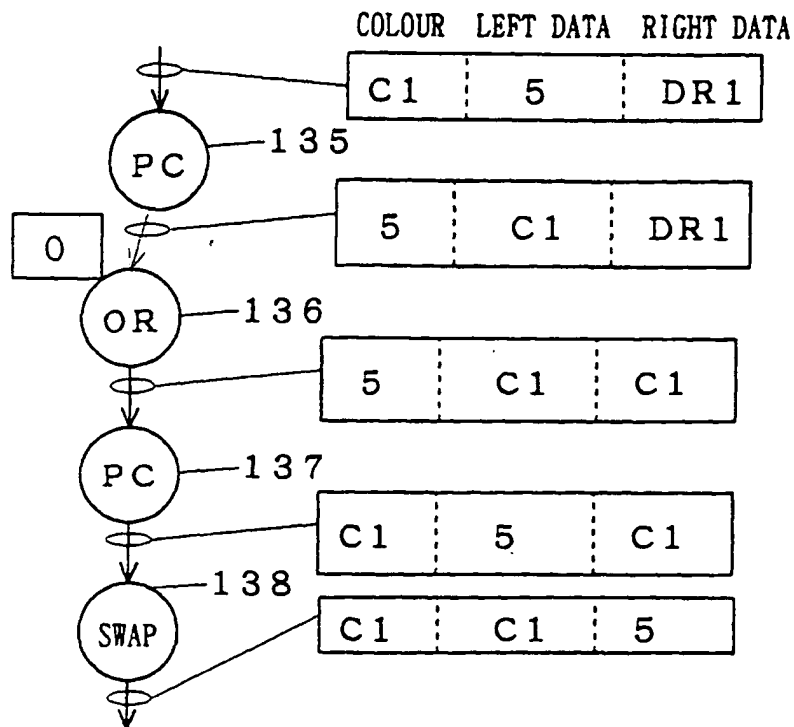 COLOUR LEFT DATA RIGHT DATA
C1 5 DR1
PC 135
5 C1 DR1
0
OR 136
5 C1 C1
PC 137
C1 5 C1
138
SWAP
C1 C1 5